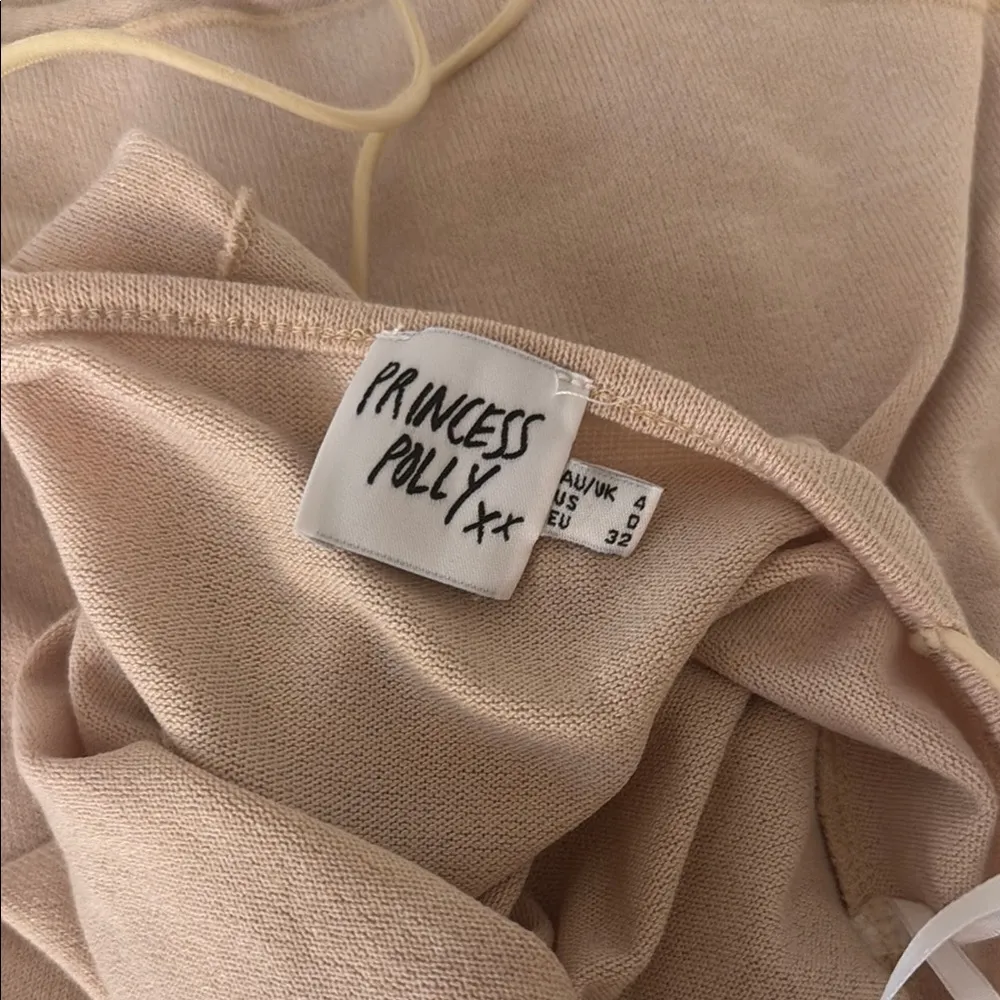 PRINCESS
POLLY
xx
AU/UK 4
US 0
EU 32